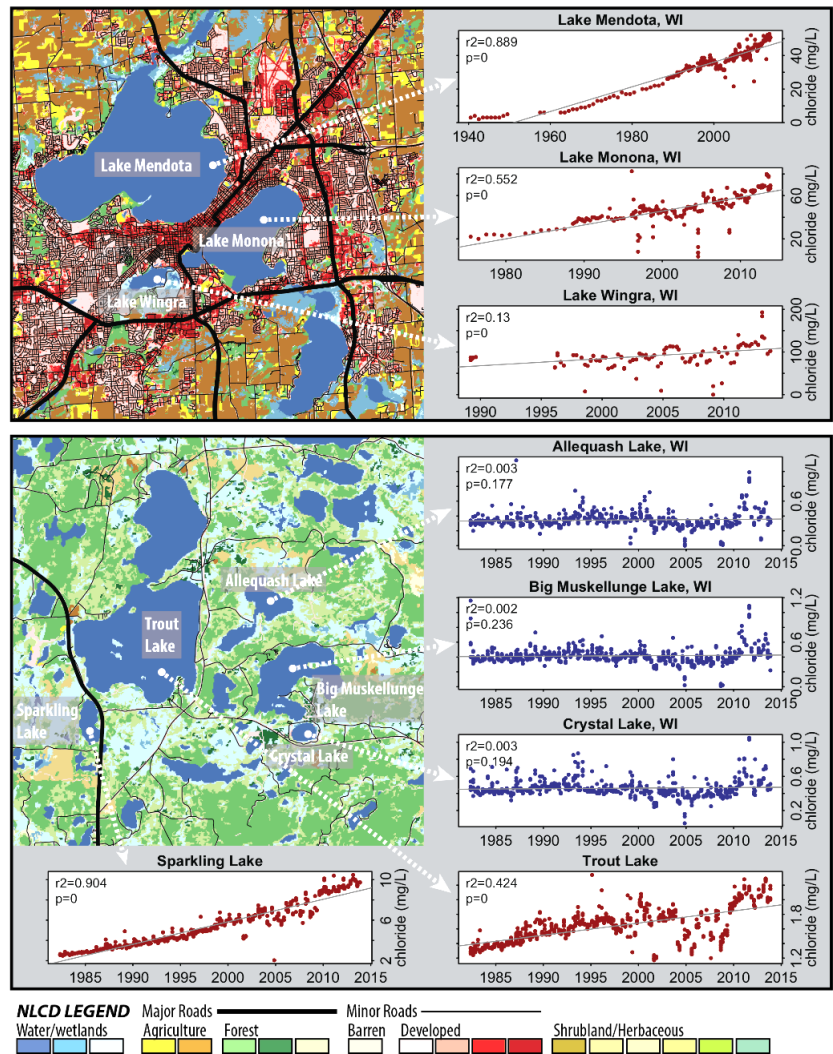 Lake Mendota, WI
r2=0.889
p=0
0 20 40
chloride (mg/L)
1940 1960 1980 2000
Lake Monona, WI
r2=0.552
p=0
20 60
chloride (mg/L)
1980 1990 2000 2010
Lake Wingra, WI
r2=0.13
p=0
0 100 200
chloride (mg/L)
1990 1995 2000 2005 2010
Lake Mendota
Lake Monona
Lake Wingra
Allequash Lake, WI
r2=0.003
p=0.177
0.0 0.6
chloride (mg/L)
1985 1990 1995 2000 2005 2010 2015
Big Muskellunge Lake, WI
r2=0.002
p=0.236
0.0 0.6 1.2
chloride (mg/L)
1985 1990 1995 2000 2005 2010 2015
Crystal Lake, WI
r2=0.003
p=0.194
0.2 0.6 1.0
chloride (mg/L)
1985 1990 1995 2000 2005 2010 2015
Allequash Lake
Trout
Lake
Big Muskellunge
Lake
Sparkling
Lake
Crystal Lake
Sparkling Lake
r2=0.904
p=0
2 6 10
chloride (mg/L)
1985 1990 1995 2000 2005 2010 2015
Trout Lake
r2=0.424
p=0
1.2 1.8
chloride (mg/L)
1985 1990 1995 2000 2005 2010 2015
NLCD LEGEND Major Roads Minor Roads
Water/wetlands Agriculture Forest Barren Developed Shrubland/Herbaceous